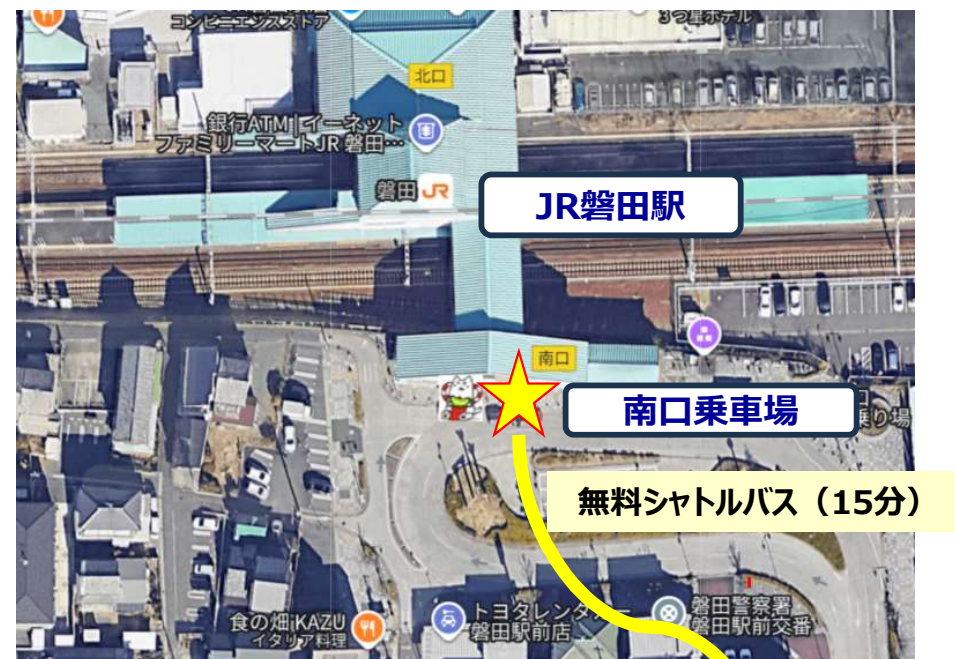 コンビニエンスストア
3つ星ホテル
北口
銀行ATM | イーネット
ファミリーマートJR 磐田…
磐田 JR
JR磐田駅
南口
南口乗車場
乗り場
無料シャトルバス（15分）
食の畑 KAZU
イタリア料理
トヨタレンタカー
磐田駅前店
磐田警察署
磐田駅前交番